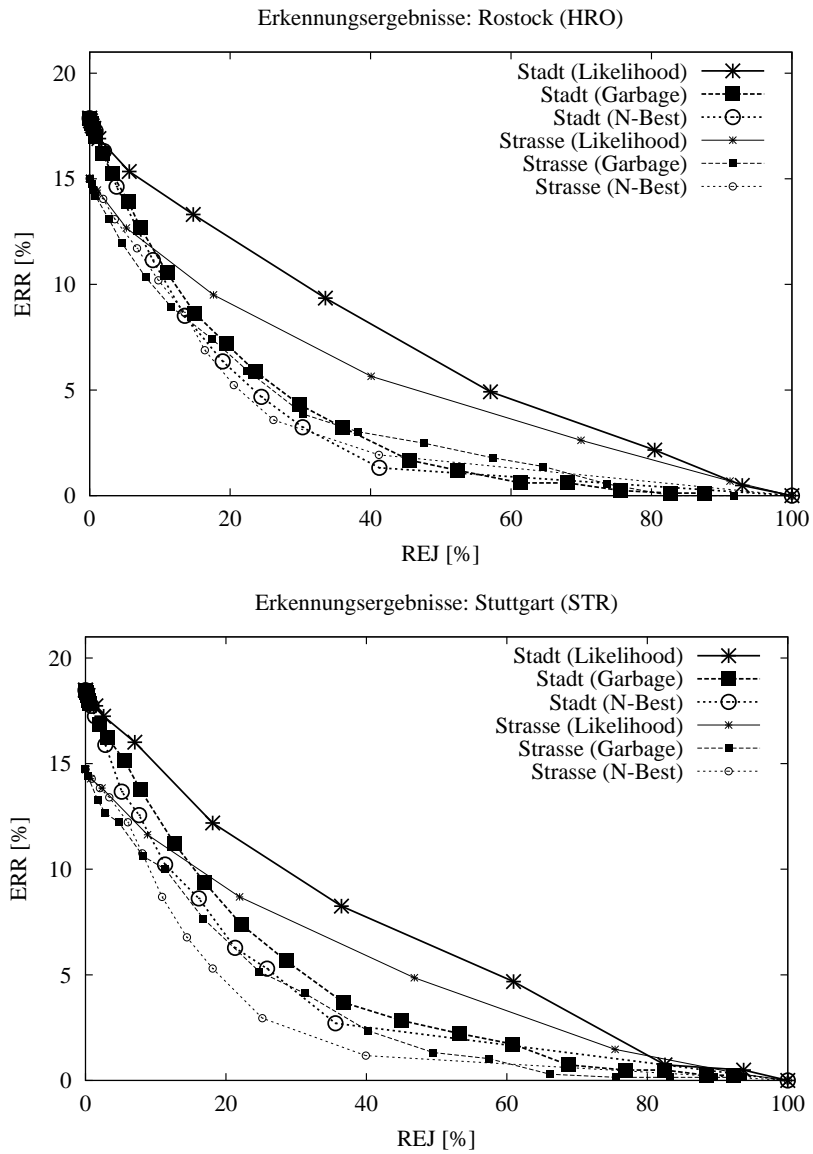 Erkennungsergebnisse: Rostock (HRO)
20
15
10
5
0
ERR [%]
Stadt (Likelihood)
Stadt (Garbage)
Stadt (N-Best)
Strasse (Likelihood)
Strasse (Garbage)
Strasse (N-Best)
0 20 40 60 80 100
REJ [%]
Erkennungsergebnisse: Stuttgart (STR)
20
15
10
5
0
ERR [%]
Stadt (Likelihood)
Stadt (Garbage)
Stadt (N-Best)
Strasse (Likelihood)
Strasse (Garbage)
Strasse (N-Best)
0 20 40 60 80 100
REJ [%]